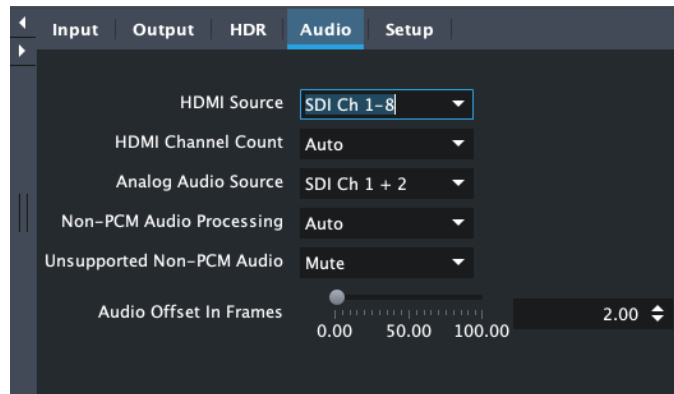 Input Output HDR Audio Setup
HDMI Source SDI Ch 1-8
HDMI Channel Count Auto
Analog Audio Source SDI Ch 1 + 2
Non-PCM Audio Processing Auto
Unsupported Non-PCM Audio Mute
Audio Offset In Frames 2.00
0.00 50.00 100.00